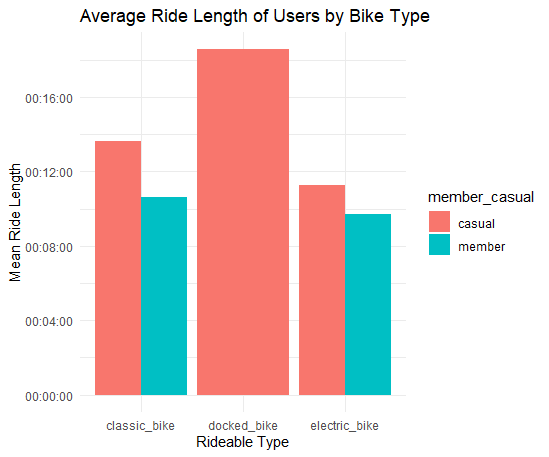 Average Ride Length of Users by Bike Type
Mean Ride Length
00:16:00
00:12:00
00:08:00
00:04:00
00:00:00
classic_bike
docked_bike
electric_bike
Rideable Type
member_casual
casual
member